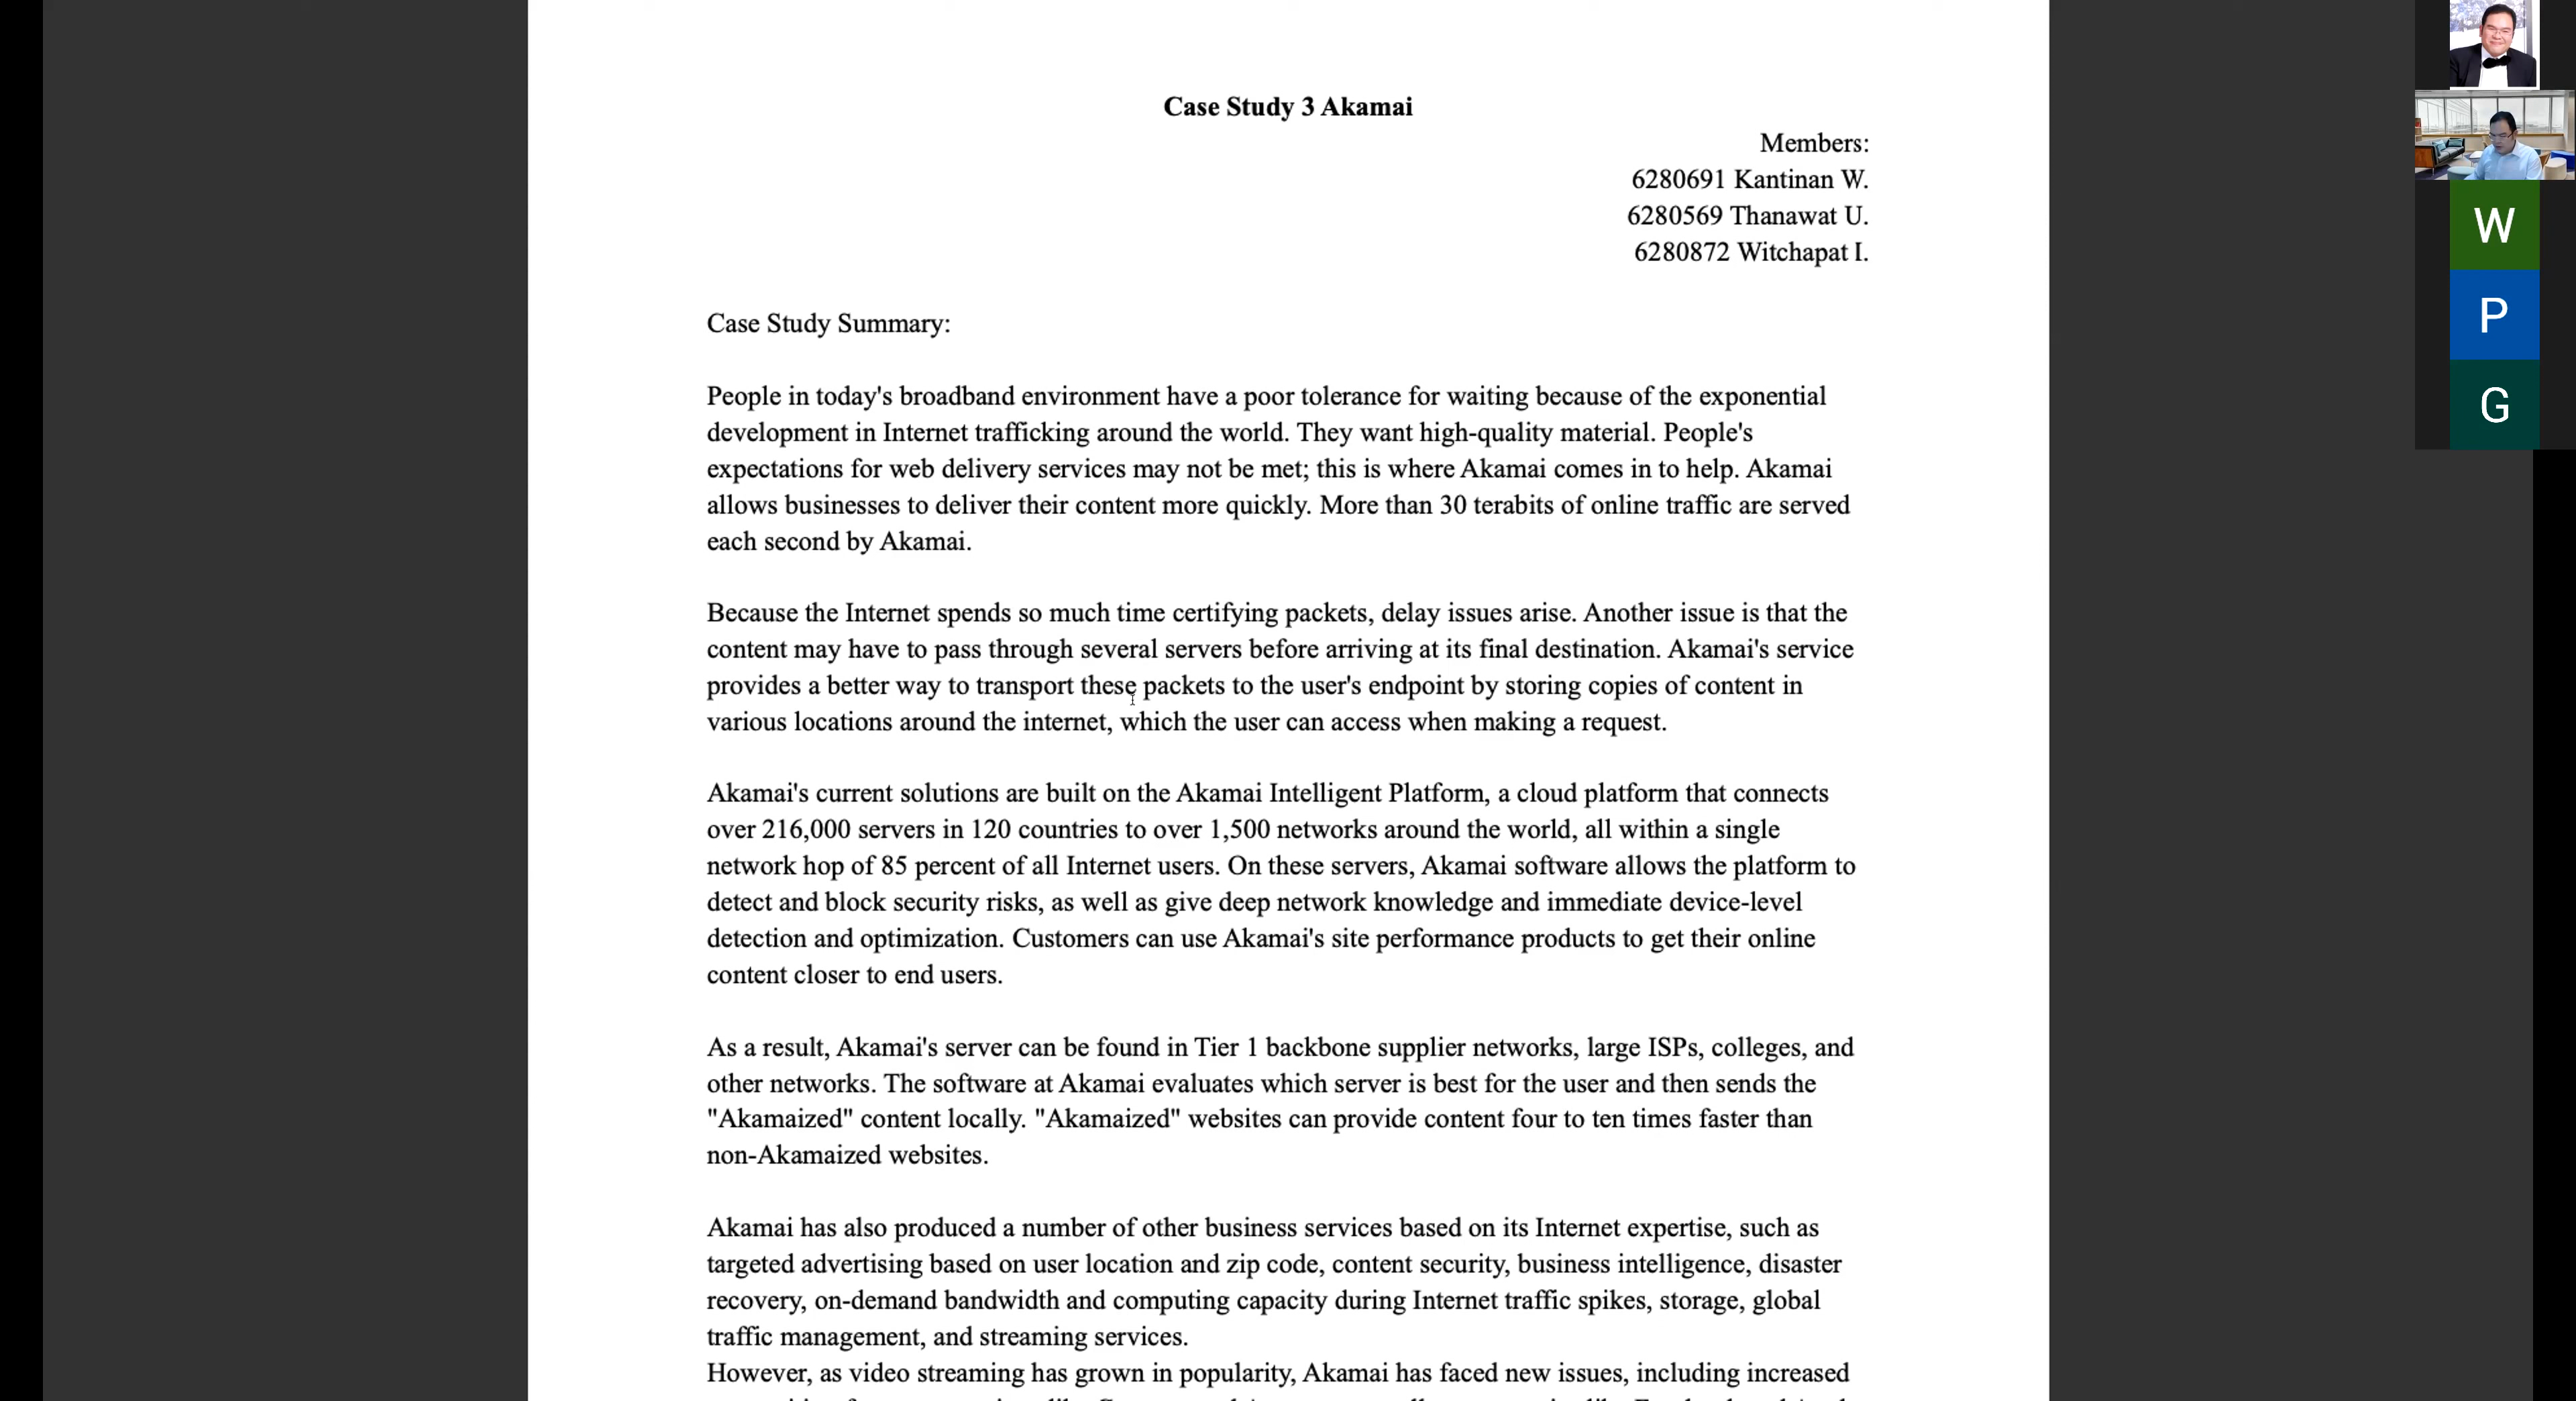 Case Study 3 Akamai
Members:
6280691 Kantinan W.
6280569 Thanawat U.
6280872 Witchapat I.
Case Study Summary:
People in today's broadband environment have a poor tolerance for waiting because of the exponential
development in Internet trafficking around the world. They want high-quality material. People's
expectations for web delivery services may not be met; this is where Akamai comes in to help. Akamai
allows businesses to deliver their content more quickly. More than 30 terabits of online traffic are served
each second by Akamai.
Because the Internet spends so much time certifying packets, delay issues arise. Another issue is that the
content may have to pass through several servers before arriving at its final destination. Akamai's service
provides a better way to transport these packets to the user's endpoint by storing copies of content in
various locations around the internet, which the user can access when making a request.
Akamai's current solutions are built on the Akamai Intelligent Platform, a cloud platform that connects
over 216,000 servers in 120 countries to over 1,500 networks around the world, all within a single
network hop of 85 percent of all Internet users. On these servers, Akamai software allows the platform to
detect and block security risks, as well as give deep network knowledge and immediate device-level
detection and optimization. Customers can use Akamai's site performance products to get their online
content closer to end users.
As a result, Akamai's server can be found in Tier 1 backbone supplier networks, large ISPs, colleges, and
other networks. The software at Akamai evaluates which server is best for the user and then sends the
"Akamaized" content locally. "Akamaized" websites can provide content four to ten times faster than
non-Akamaized websites.
Akamai has also produced a number of other business services based on its Internet expertise, such as
targeted advertising based on user location and zip code, content security, business intelligence, disaster
recovery, on-demand bandwidth and computing capacity during Internet traffic spikes, storage, global
traffic management, and streaming services.
However, as video streaming has grown in popularity, Akamai has faced new issues, including increased
W
P
G